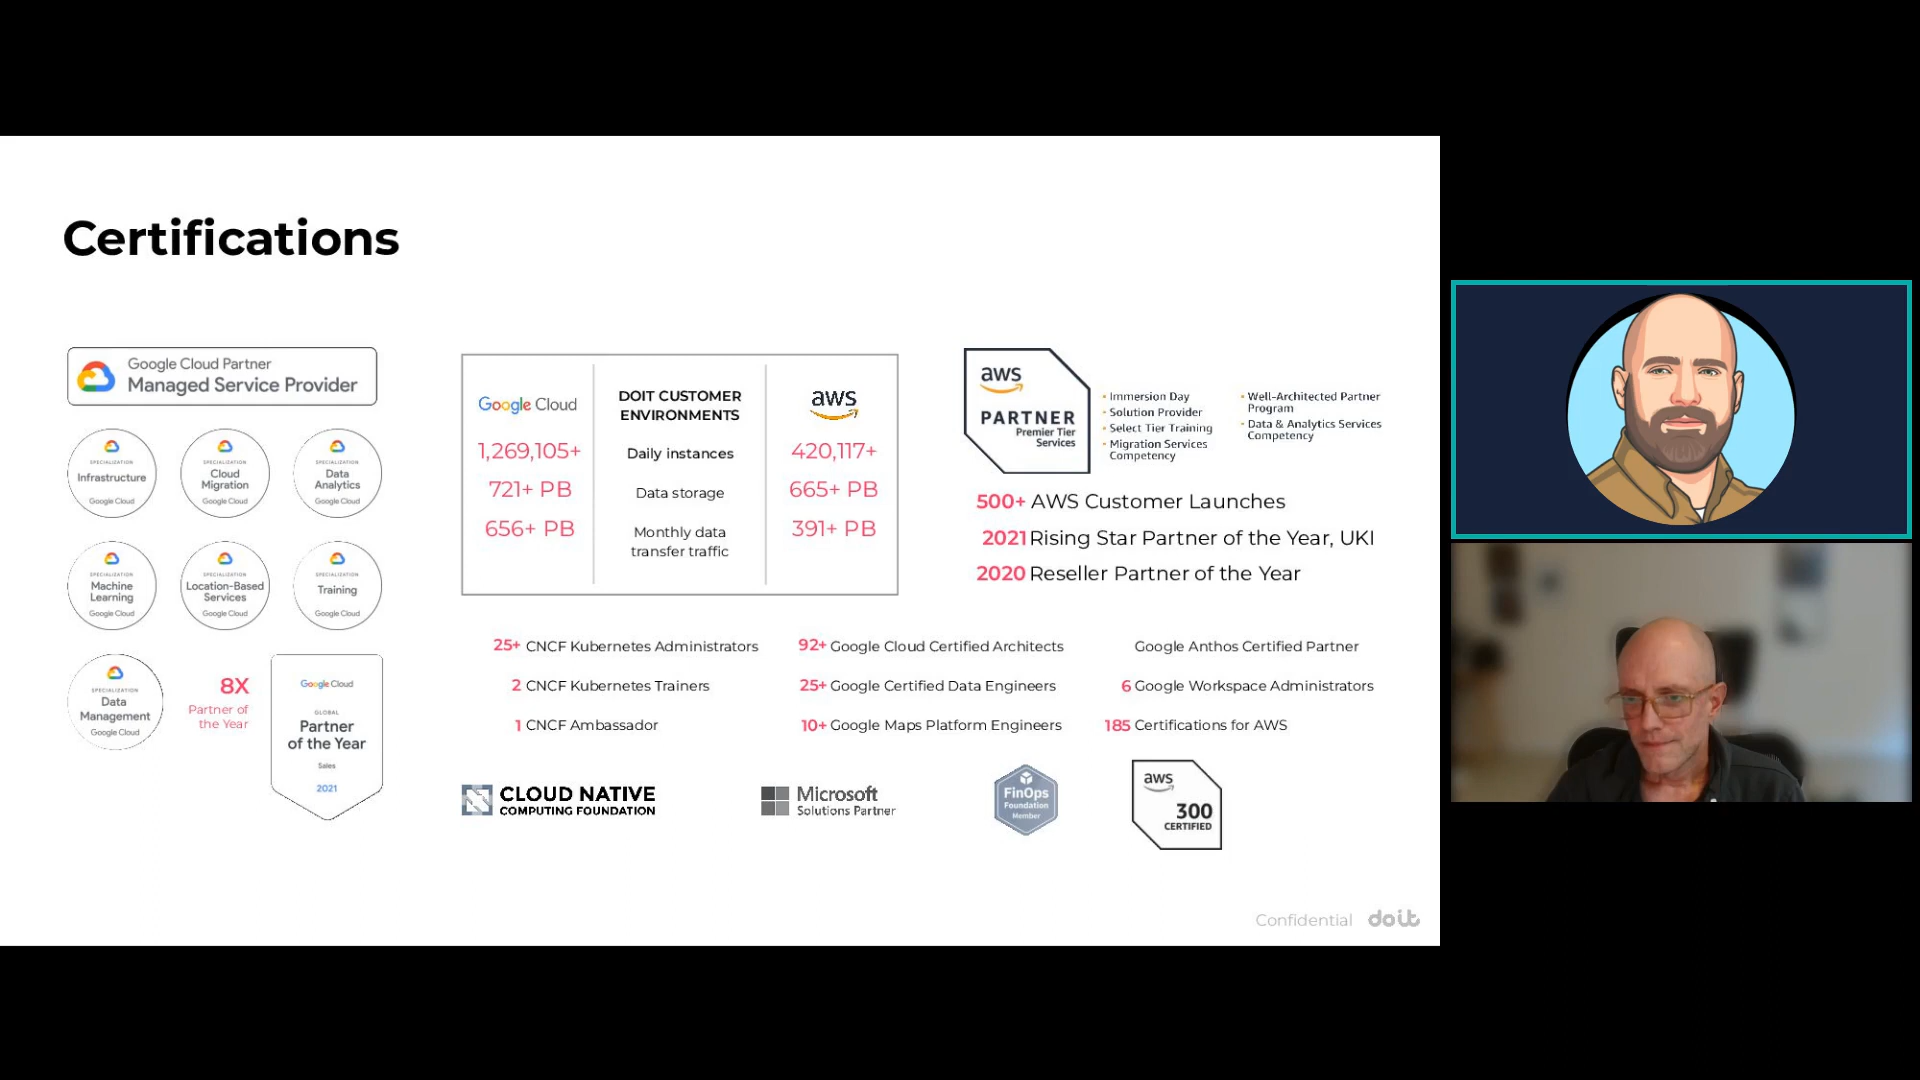 Certifications
Google Cloud Partner
Managed Service Provider
SPECIALIZATION
Infrastructure
Google Cloud
SPECIALIZATION
Cloud
Migration
Google Cloud
SPECIALIZATION
Data
Analytics
Google Cloud
SPECIALIZATION
Machine
Learning
Google Cloud
SPECIALIZATION
Location-Based
Services
Google Cloud
SPECIALIZATION
Training
Google Cloud
SPECIALIZATION
Data
Management
Google Cloud
8X
Partner of
the Year
Google Cloud
GLOBAL
Partner
of the Year
Sales
2021
Google Cloud
1,269,105+
721+ PB
656+ PB
DOIT CUSTOMER
ENVIRONMENTS
Daily instances
Data storage
Monthly data
transfer traffic
aws
420,117+
665+ PB
391+ PB
aws
PARTNER
Premier Tier
Services
• Immersion Day
• Solution Provider
• Select Tier Training
• Migration Services
Competency
• Well-Architected Partner
Program
• Data & Analytics Services
Competency
500+ AWS Customer Launches
2021 Rising Star Partner of the Year, UKI
2020 Reseller Partner of the Year
25+ CNCF Kubernetes Administrators
2 CNCF Kubernetes Trainers
1 CNCF Ambassador
92+ Google Cloud Certified Architects
25+ Google Certified Data Engineers
10+ Google Maps Platform Engineers
Google Anthos Certified Partner
6 Google Workspace Administrators
185 Certifications for AWS
CLOUD NATIVE
COMPUTING FOUNDATION
Microsoft
Solutions Partner
FinOps
Foundation
Member
aws
300
CERTIFIED
Confidential doit